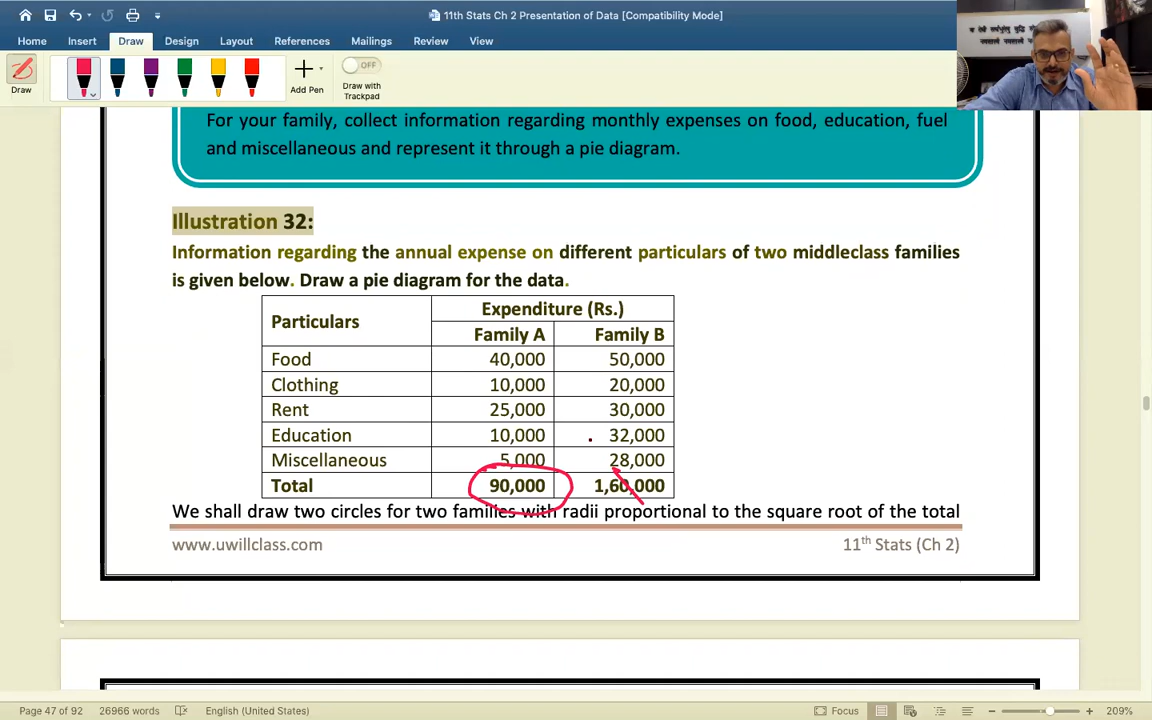 11th Stats Ch 2 Presentation of Data [Compatibility Mode]
Home Insert Draw Design Layout References Mailings Review View
OFF
Draw
Add Pen
Draw with
Trackpad
For your family, collect information regarding monthly expenses on food, education, fuel
and miscellaneous and represent it through a pie diagram.
Illustration 32:
Information regarding the annual expense on different particulars of two middleclass families
is given below. Draw a pie diagram for the data.
Particulars Expenditure (Rs.)
Family A Family B
Food 40,000 50,000
Clothing 10,000 20,000
Rent 25,000 30,000
Education 10,000 32,000
Miscellaneous 5,000 28,000
Total 90,000 1,60,000
We shall draw two circles for two families with radii proportional to the square root of the total
www.uwillclass.com 11th Stats (Ch 2)
Page 47 of 92 26966 words English (United States) Focus 209%